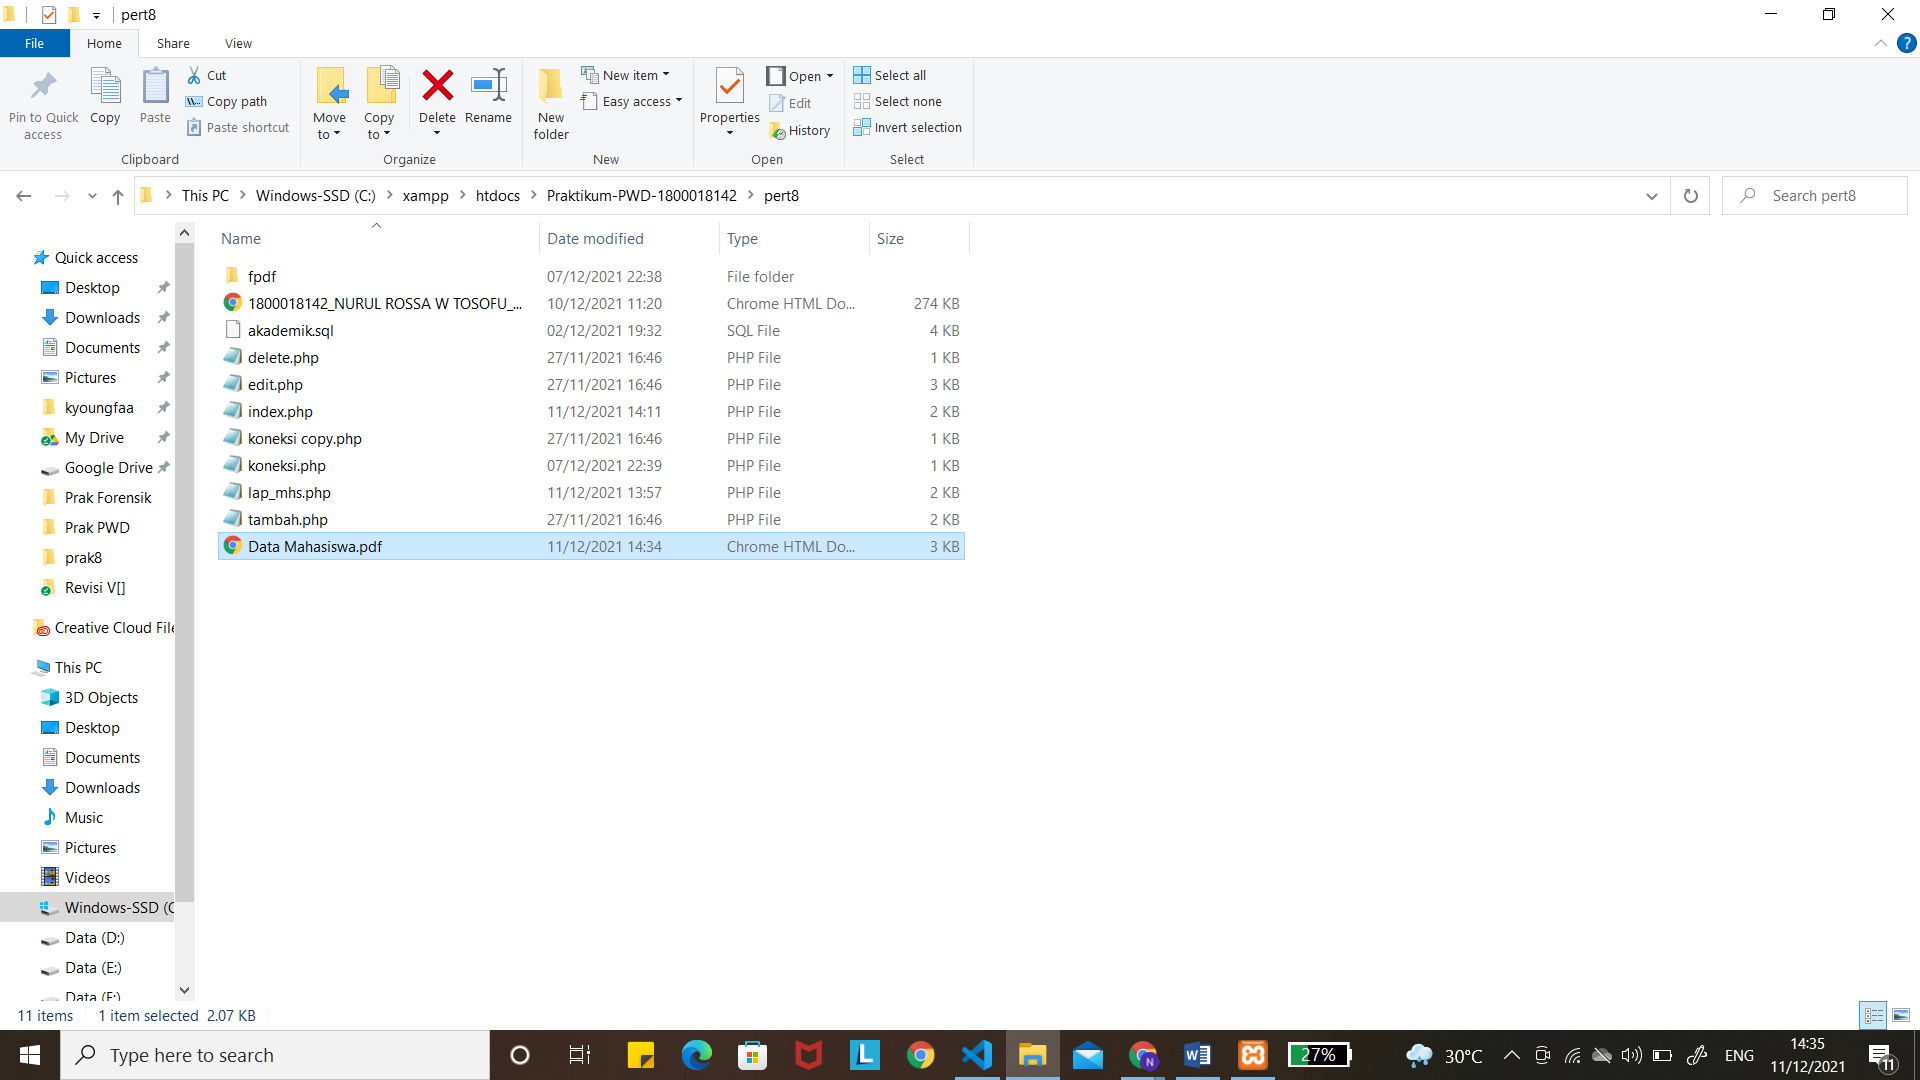 pert8
File Home Share View
Pin to Quick access
Copy
Paste
Cut
Copy path
Paste shortcut
Clipboard
Move to
Copy to
Delete
Rename
Organize
New folder
New item
Easy access
New
Properties
Open
Edit
History
Open
Select all
Select none
Invert selection
Select
This PC > Windows-SSD (C:) > xampp > htdocs > Praktikum-PWD-1800018142 > pert8
Search pert8
Quick access
Desktop
Downloads
Documents
Pictures
kyoungfaa
My Drive
Google Drive
Prak Forensik
Prak PWD
prak8
Revisi V[]
Creative Cloud File
This PC
3D Objects
Desktop
Documents
Downloads
Music
Pictures
Videos
Windows-SSD (C
Data (D:)
Data (E:)
Data (F:)
Name Date modified Type Size
fpdf 07/12/2021 22:38 File folder
1800018142_NURUL ROSSA W TOSOFU_... 10/12/2021 11:20 Chrome HTML Do... 274 KB
akademik.sql 02/12/2021 19:32 SQL File 4 KB
delete.php 27/11/2021 16:46 PHP File 1 KB
edit.php 27/11/2021 16:46 PHP File 3 KB
index.php 11/12/2021 14:11 PHP File 2 KB
koneksi copy.php 27/11/2021 16:46 PHP File 1 KB
koneksi.php 07/12/2021 22:39 PHP File 1 KB
lap_mhs.php 11/12/2021 13:57 PHP File 2 KB
tambah.php 27/11/2021 16:46 PHP File 2 KB
Data Mahasiswa.pdf 11/12/2021 14:34 Chrome HTML Do... 3 KB
11 items 1 item selected 2.07 KB
Type here to search
L
N
27%
30°C
ENG
14:35
11/12/2021
11